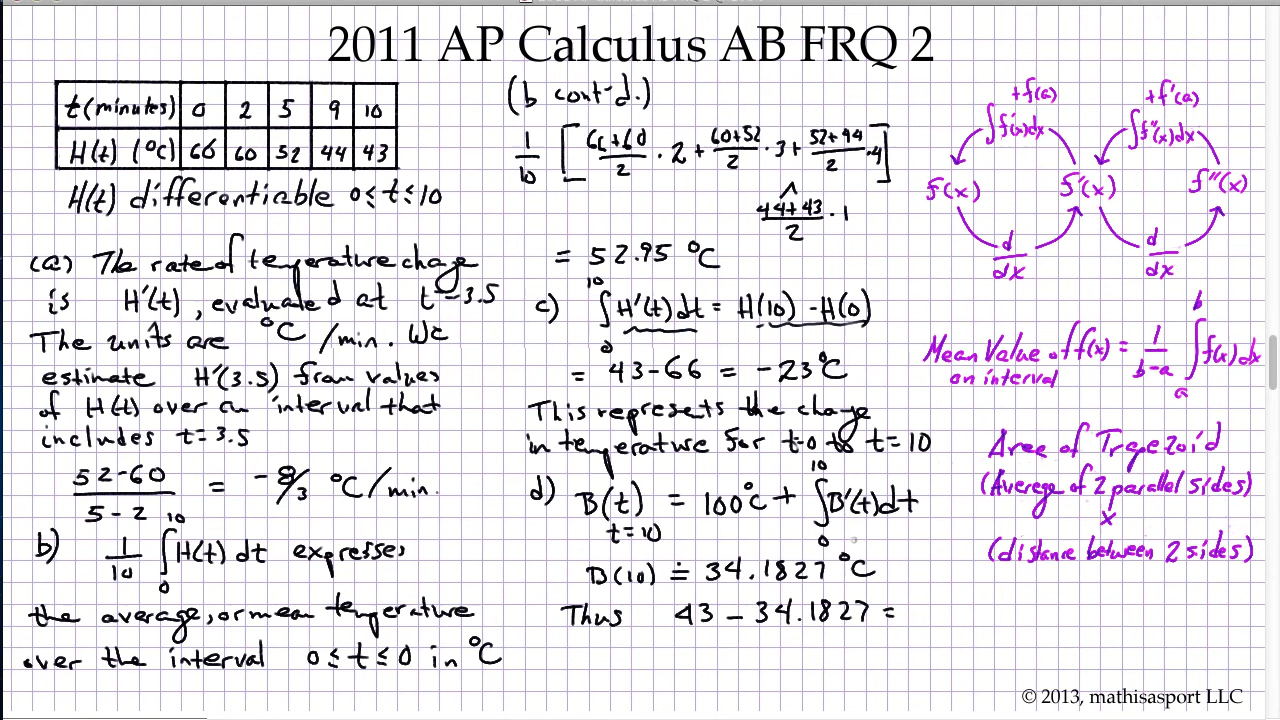 2011 AP Calculus AB FRQ 2
t (minutes) 0 2 5 9 10
H(t) (°C) 66 60 52 44 43
H(t) differentiable 0 ≤ t ≤ 10
(a) The rate of temperature change
is H'(t), evaluated at t = 3.5
The units are °C/min. We
estimate H'(3.5) from values
of H(t) over an interval that
includes t = 3.5
52-60
5-2
= -8/3 °C/min.
b) 1/10 ∫₀¹⁰ H(t) dt expresses
the average, or mean temperature
over the interval 0 ≤ t ≤ 0 in °C
(b cont'd.)
1/10 [ 66+60/2 · 2 + 60+52/2 · 3 + 52+44/2 · 4 ]
^
44+43/2 · 1
= 52.95 °C
c) ∫₀¹⁰ H'(t) dt = H(10) - H(0)
= 43-66 = -23°C
This represents the change
in temperature for t=0 to t=10
d) B(t) = 100°C + ∫₀¹⁰ B'(t) dt
t=10
B(10) ≐ 34.1827 °C
Thus 43 - 34.1827 =
+f(a) +f'(a)
∫f'(x)dx ∫f''(x)dx
f(x) f'(x) f''(x)
d/dx d/dx
Mean Value of f(x) = 1/b-a ∫ₐᵇ f(x) dx
on interval
Area of Trapezoid
(Average of 2 parallel sides)
x
(distance between 2 sides)
© 2013, mathisasport LLC